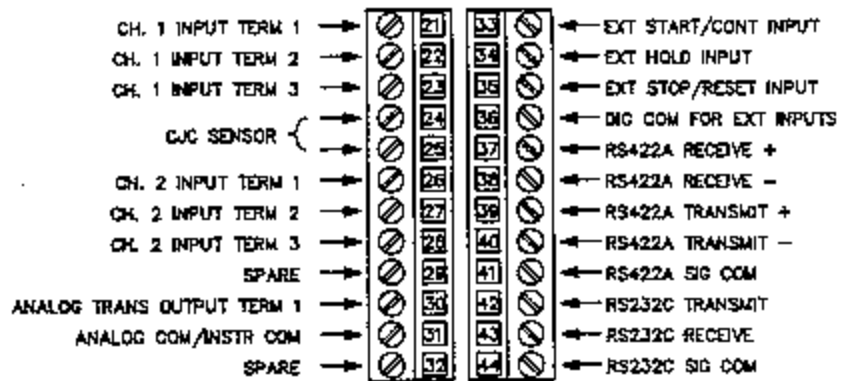 CH. 1 INPUT TERM 1 21 33 EXT START/CONT INPUT
CH. 1 INPUT TERM 2 22 34 EXT HOLD INPUT
CH. 1 INPUT TERM 3 23 35 EXT STOP/RESET INPUT
CJC SENSOR 24 36 DIG COM FOR EXT INPUTS
25 37 RS422A RECEIVE +
CH. 2 INPUT TERM 1 26 38 RS422A RECEIVE -
CH. 2 INPUT TERM 2 27 39 RS422A TRANSMIT +
CH. 2 INPUT TERM 3 28 40 RS422A TRANSMIT -
SPARE 29 41 RS422A SIG COM
ANALOG TRANS OUTPUT TERM 1 30 42 RS232C TRANSMIT
ANALOG COM/INSTR COM 31 43 RS232C RECEIVE
SPARE 32 44 RS232C SIG COM